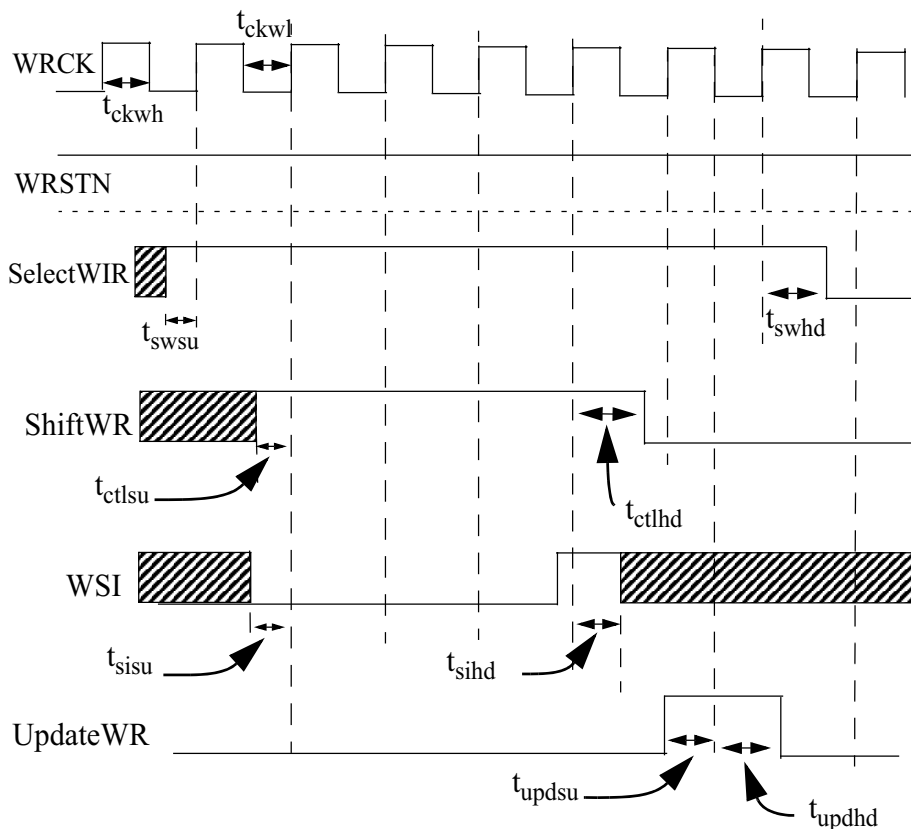 t_ckwl
WRCK
t_ckwh
WRSTN
SelectWIR
t_swsu
t_swhd
ShiftWR
t_ctlsu
t_ctlhd
WSI
t_sisu
t_sihd
UpdateWR
t_updsu
t_updhd